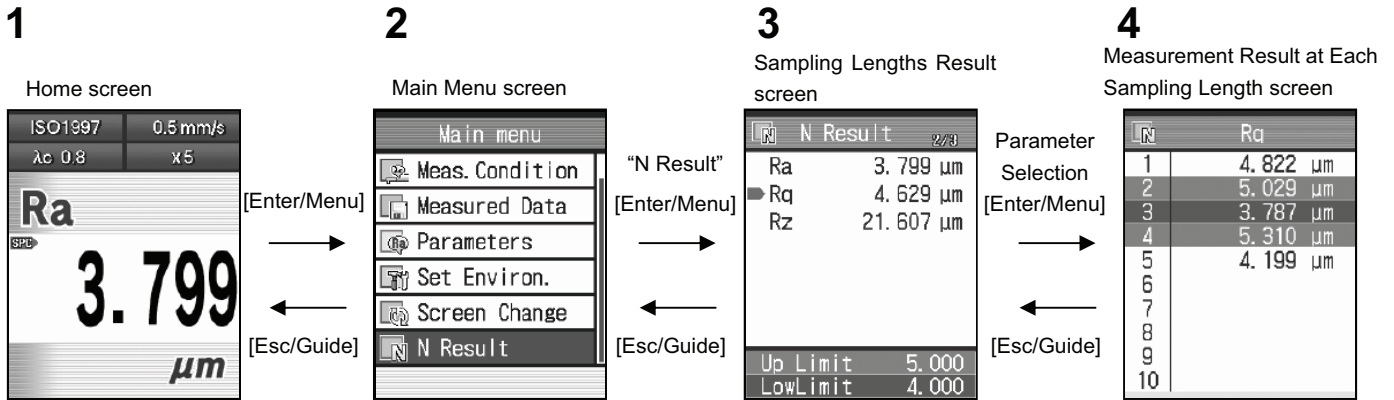 1
Home screen
ISO1997 0.5mm/s
λc 0.8 x5
Ra
SPC
3.799
μm
[Enter/Menu]
[Esc/Guide]
2
Main Menu screen
Main menu
Meas.Condition
Measured Data
Ra Parameters
Set Environ.
Screen Change
N N Result
“N Result”
[Enter/Menu]
[Esc/Guide]
3
Sampling Lengths Result
screen
N N Result 2/3
Ra 3.799 μm
Rq 4.629 μm
Rz 21.607 μm
Up Limit 5.000
LowLimit 4.000
Parameter
Selection
[Enter/Menu]
[Esc/Guide]
4
Measurement Result at Each
Sampling Length screen
N Rq
1 4.822 μm
2 5.029 μm
3 3.787 μm
4 5.310 μm
5 4.199 μm
6
7
8
9
10